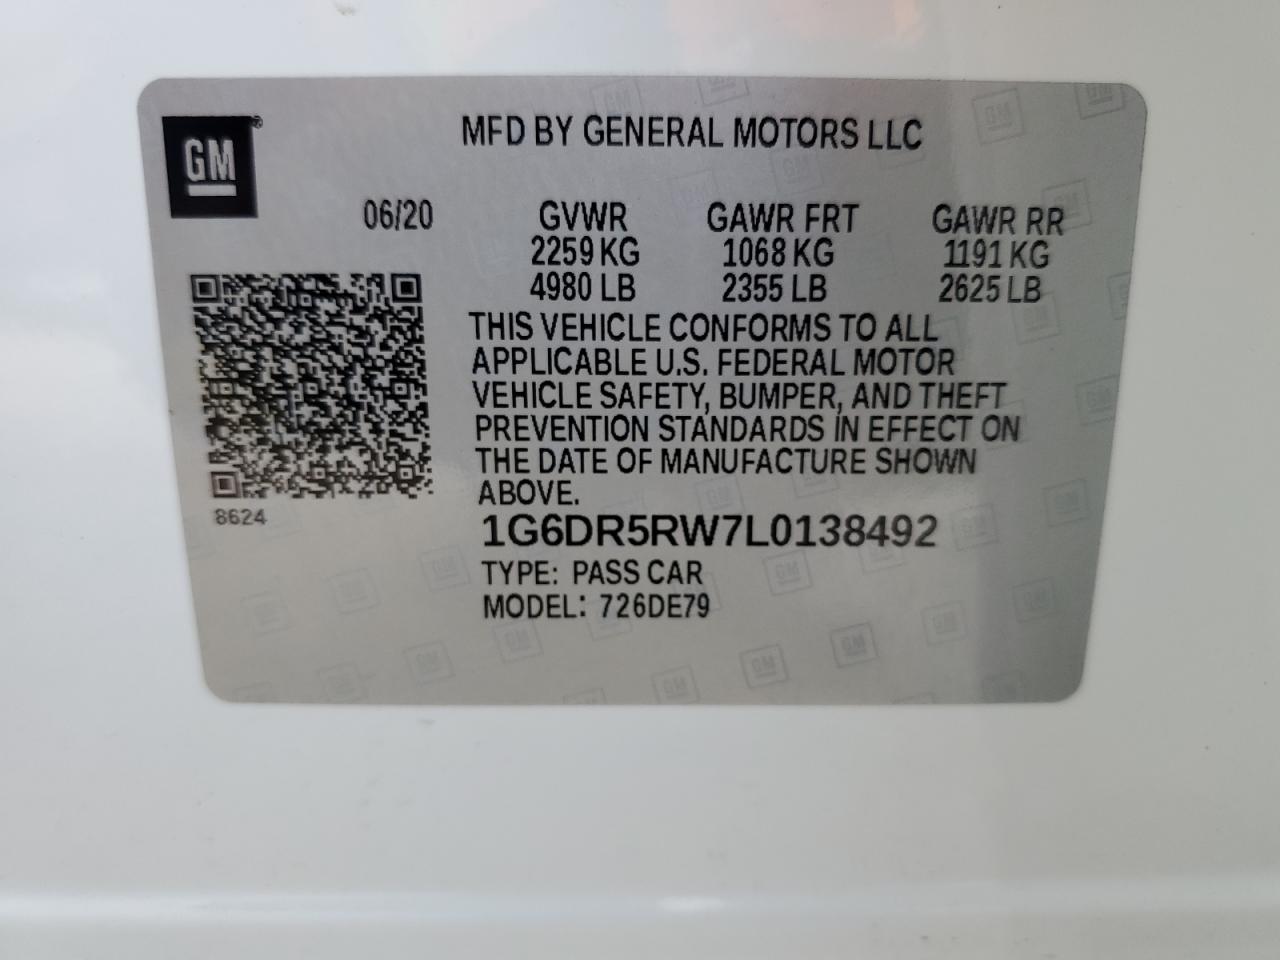 GM
MFD BY GENERAL MOTORS LLC
06/20 GVWR GAWR FRT GAWR RR
2259 KG 1068 KG 1191 KG
4980 LB 2355 LB 2625 LB
THIS VEHICLE CONFORMS TO ALL
APPLICABLE U.S. FEDERAL MOTOR
VEHICLE SAFETY, BUMPER, AND THEFT
PREVENTION STANDARDS IN EFFECT ON
THE DATE OF MANUFACTURE SHOWN
ABOVE.
8624
1G6DR5RW7L0138492
TYPE: PASS CAR
MODEL: 726DE79